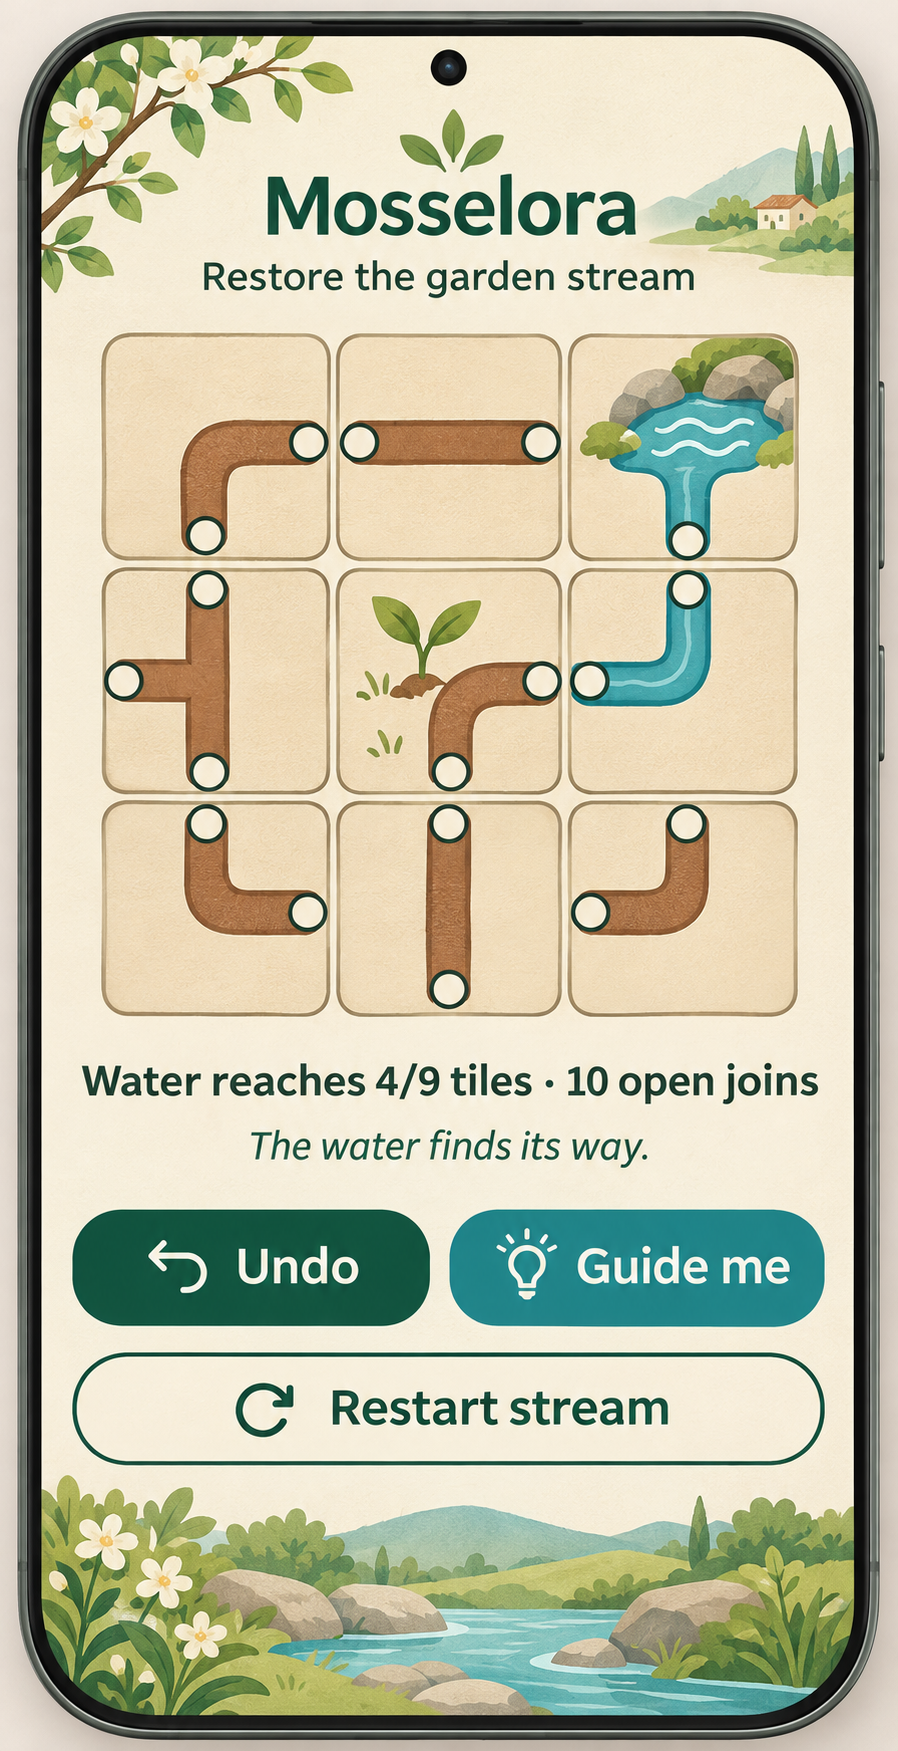 Mosselora
Restore the garden stream
Water reaches 4/9 tiles · 10 open joins
The water finds its way.
Undo
Guide me
Restart stream